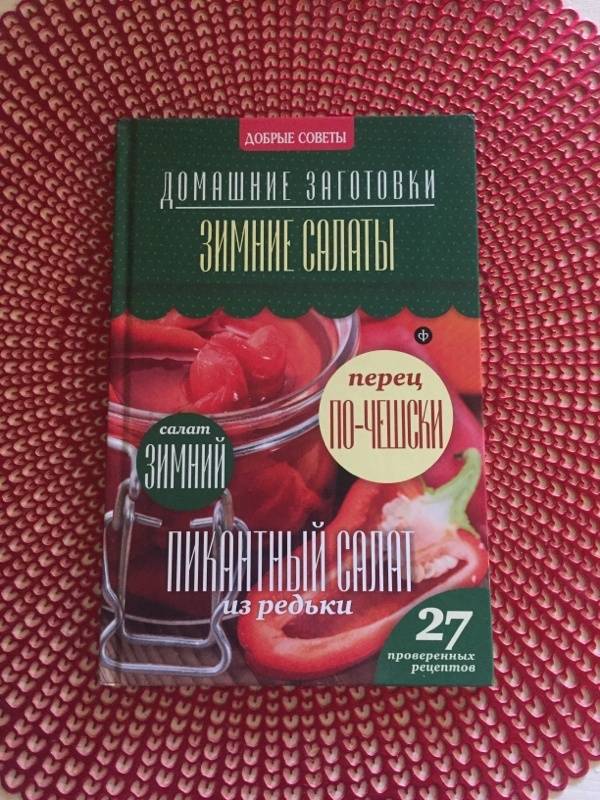 ДОБРЫЕ СОВЕТЫ
ДОМАШНИЕ ЗАГОТОВКИ
ЗИМНИЕ САЛАТЫ
ф
перец
ПО-ЧЕШСКИ
салат
ЗИМНИЙ
ПИКАНТНЫЙ САЛАТ
из редьки
27
проверенных
рецептов